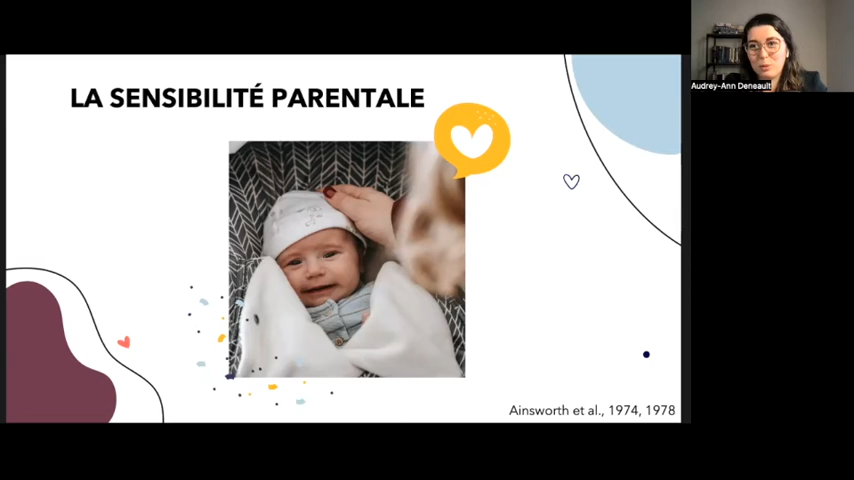 LA SENSIBILITÉ PARENTALE
Audrey-Ann Deneault
Ainsworth et al., 1974, 1978